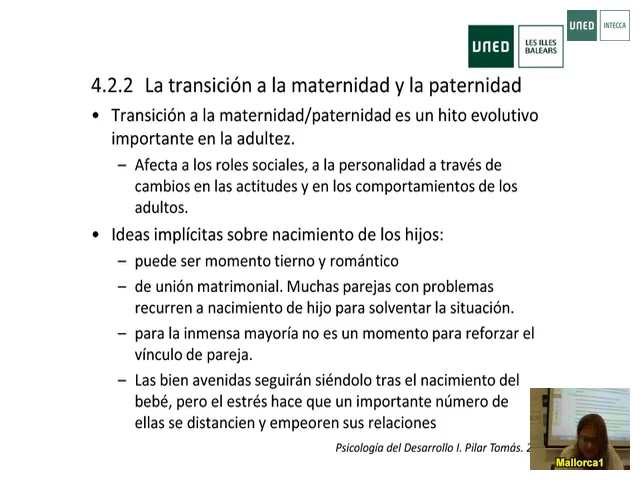 UNED
INTECCA
UNED
LES ILLES
BALEARS
4.2.2 La transición a la maternidad y la paternidad
• Transición a la maternidad/paternidad es un hito evolutivo
importante en la adultez.
– Afecta a los roles sociales, a la personalidad a través de
cambios en las actitudes y en los comportamientos de los
adultos.
• Ideas implícitas sobre nacimiento de los hijos:
– puede ser momento tierno y romántico
– de unión matrimonial. Muchas parejas con problemas
recurren a nacimiento de hijo para solventar la situación.
– para la inmensa mayoría no es un momento para reforzar el
vínculo de pareja.
– Las bien avenidas seguirán siéndolo tras el nacimiento del
bebé, pero el estrés hace que un importante número de
ellas se distancien y empeoren sus relaciones
Psicología del Desarrollo I. Pilar Tomás. 2
Mallorca1